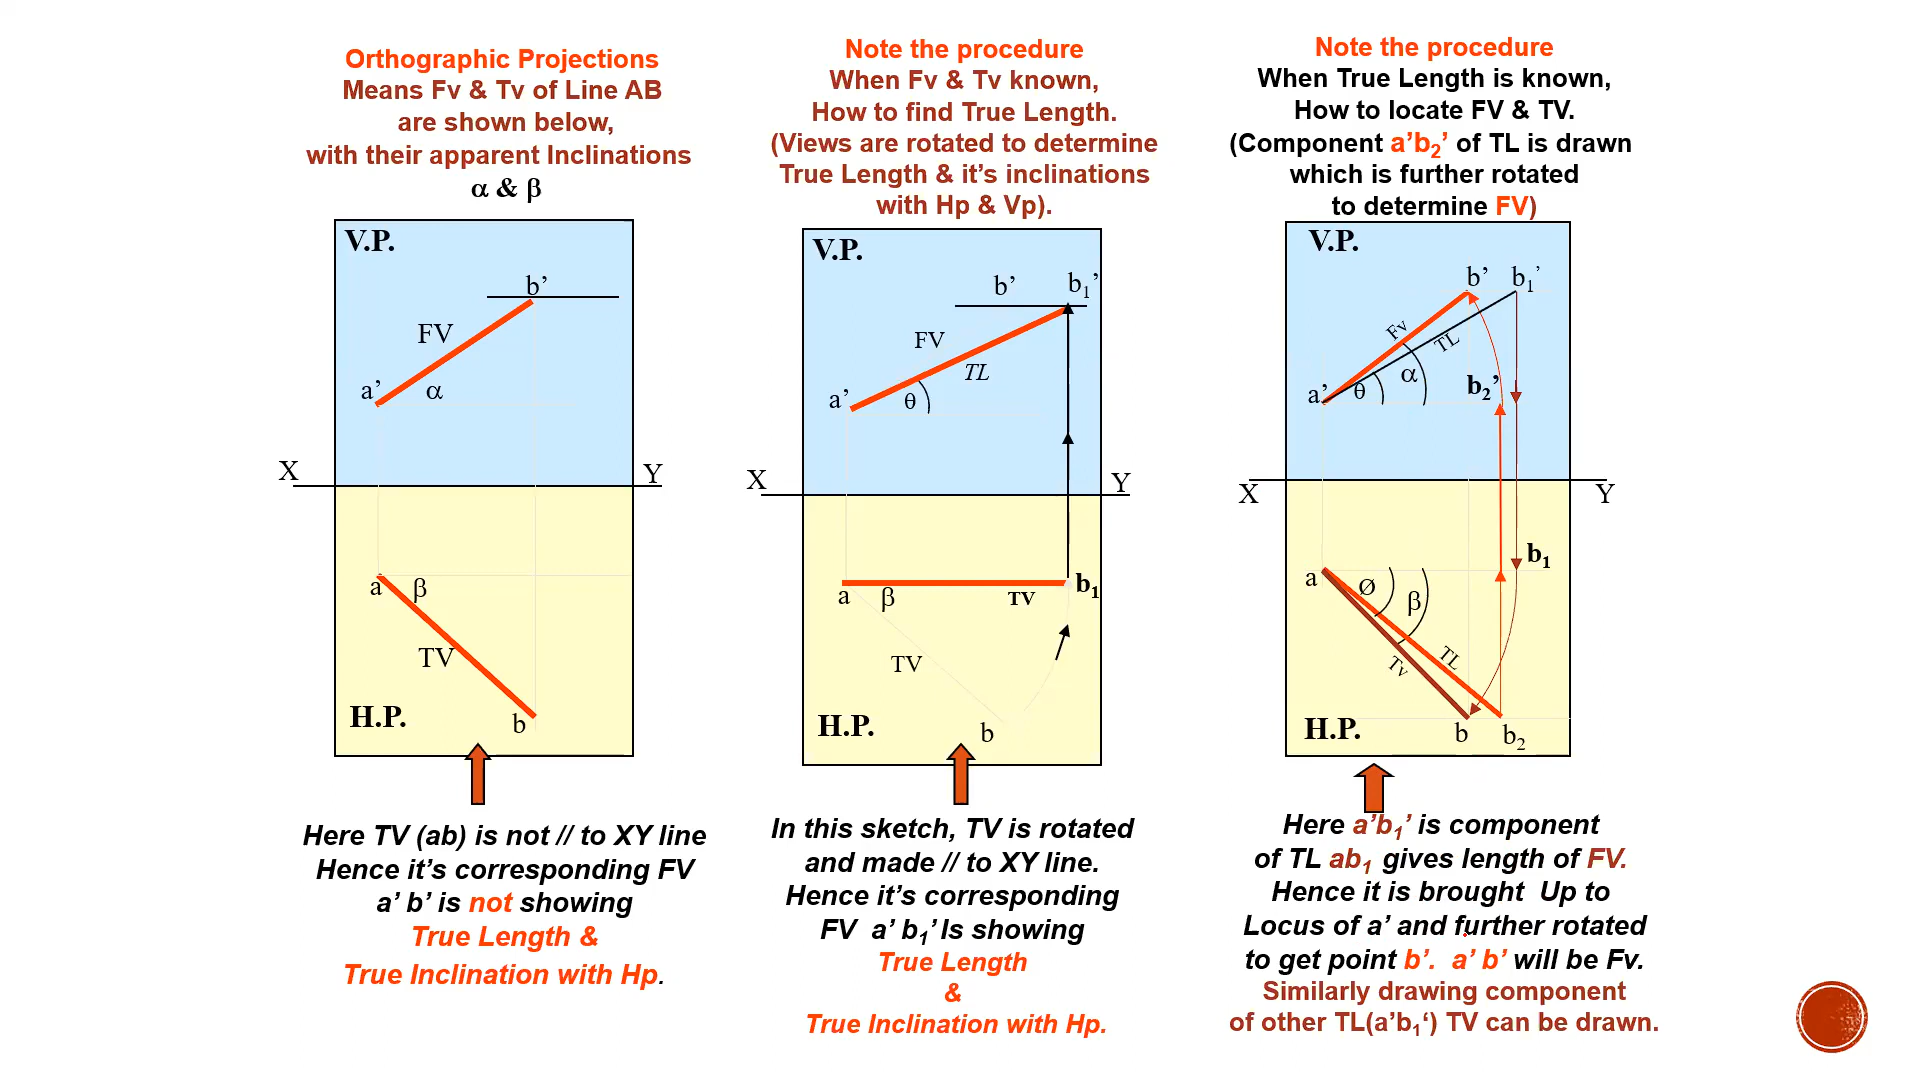 Orthographic Projections
Means Fv & Tv of Line AB
are shown below,
with their apparent Inclinations
α & β
V.P.
b’
FV
a’
α
X
Y
a
β
TV
H.P.
b
Here TV (ab) is not // to XY line
Hence it’s corresponding FV
a’ b’ is not showing
True Length &
True Inclination with Hp.
Note the procedure
When Fv & Tv known,
How to find True Length.
(Views are rotated to determine
True Length & it’s inclinations
with Hp & Vp).
V.P.
b’
b₁’
FV
TL
a’
θ
X
Y
a
β
TV
b₁
TV
H.P.
b
In this sketch, TV is rotated
and made // to XY line.
Hence it’s corresponding
FV a’ b₁’ Is showing
True Length
&
True Inclination with Hp.
Note the procedure
When True Length is known,
How to locate FV & TV.
(Component a’b₂’ of TL is drawn
which is further rotated
to determine FV)
V.P.
b’
b₁’
Fv
TL
a’
θ
α
b₂’
X
Y
b₁
a
Ø
β
TL
Tv
H.P.
b
b₂
Here a’b₁’ is component
of TL ab₁ gives length of FV.
Hence it is brought Up to
Locus of a’ and further rotated
to get point b’. a’ b’ will be Fv.
Similarly drawing component
of other TL(a’b₁‘) TV can be drawn.